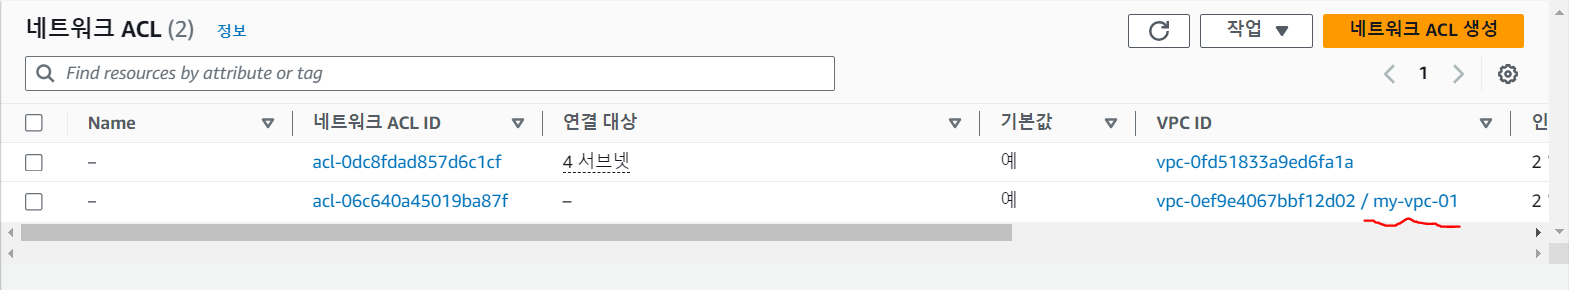 네트워크 ACL (2) 정보
작업 네트워크 ACL 생성
Find resources by attribute or tag
1
Name 네트워크 ACL ID 연결 대상 기본값 VPC ID 인
– acl-0dc8fdad857d6c1cf 4 서브넷 예 vpc-0fd51833a9ed6fa1a 2
– acl-06c640a45019ba87f – 예 vpc-0ef9e4067bbf12d02 / my-vpc-01 2